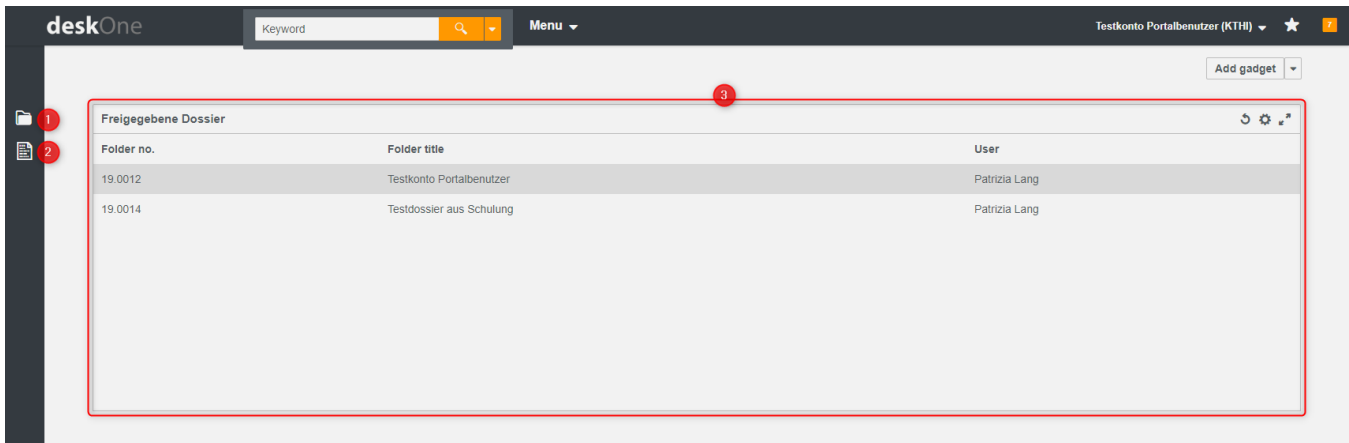 deskOne Keyword Menu Testkonto Portalbenutzer (KTHI) 7
Add gadget
3
1
Freigegebene Dossier
2
Folder no. Folder title User
19.0012 Testkonto Portalbenutzer Patrizia Lang
19.0014 Testdossier aus Schulung Patrizia Lang